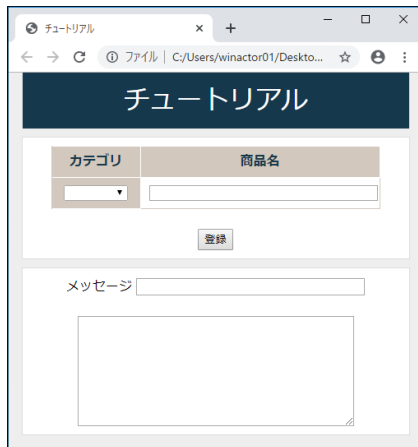 チュートリアル
ファイル | C:/Users/winactor01/Deskto...
チュートリアル
カテゴリ 商品名
登録
メッセージ